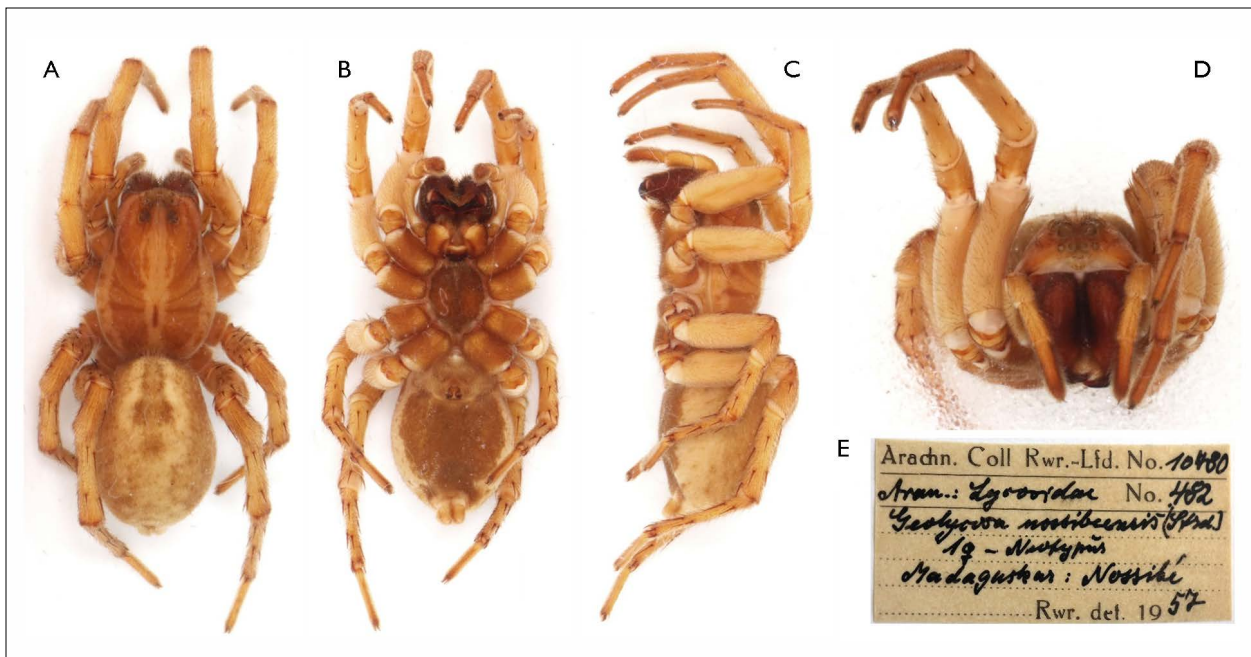 A
B
C
D
E
Arachn. Coll Rwr.-Lfd. No. 10480
Aran.: Lycosidae No. 482
Geolycosa nossibeensis (Strd)
1♀ - Neotypus
Madagaskar: Nossibé
Rwr. det. 1957